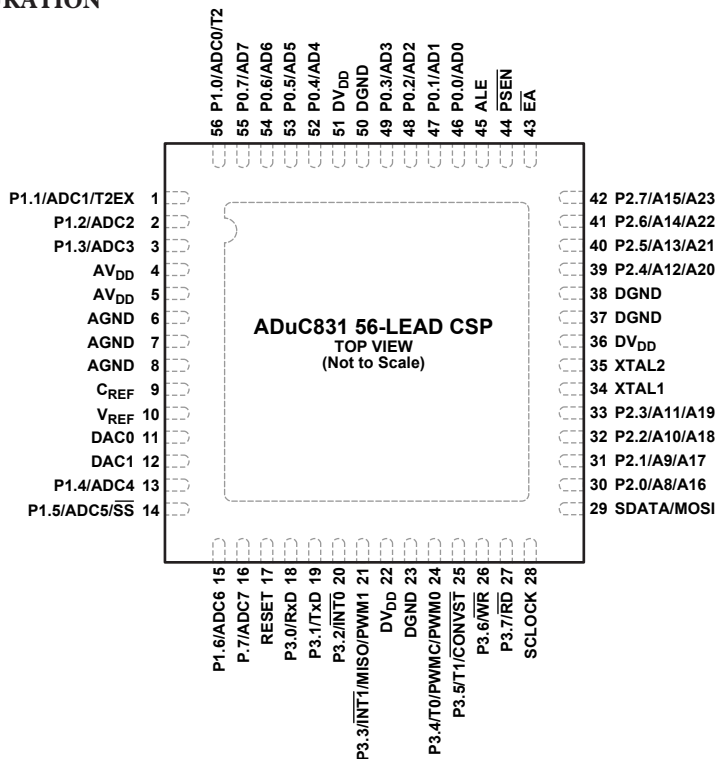 RATION
56 P1.0/ADC0/T2
55 P0.7/AD7
54 P0.6/AD6
53 P0.5/AD5
52 P0.4/AD4
51 DVDD
50 DGND
49 P0.3/AD3
48 P0.2/AD2
47 P0.1/AD1
46 P0.0/AD0
45 ALE
44 P̅S̅E̅N̅
43 E̅A̅
P1.1/ADC1/T2EX 1
P1.2/ADC2 2
P1.3/ADC3 3
AVDD 4
AVDD 5
AGND 6
AGND 7
AGND 8
CREF 9
VREF 10
DAC0 11
DAC1 12
P1.4/ADC4 13
P1.5/ADC5/S̅S̅ 14
ADuC831 56-LEAD CSP
TOP VIEW
(Not to Scale)
42 P2.7/A15/A23
41 P2.6/A14/A22
40 P2.5/A13/A21
39 P2.4/A12/A20
38 DGND
37 DGND
36 DVDD
35 XTAL2
34 XTAL1
33 P2.3/A11/A19
32 P2.2/A10/A18
31 P2.1/A9/A17
30 P2.0/A8/A16
29 SDATA/MOSI
P1.6/ADC6 15
P.7/ADC7 16
RESET 17
P3.0/RxD 18
P3.1/TxD 19
P3.2/I̅N̅T̅0̅ 20
P3.3/I̅N̅T̅1̅/MISO/PWM1 21
DVDD 22
DGND 23
P3.4/T0/PWMC/PWM0 24
P3.5/T1/C̅O̅N̅V̅S̅T̅ 25
P3.6/W̅R̅ 26
P3.7/R̅D̅ 27
SCLOCK 28